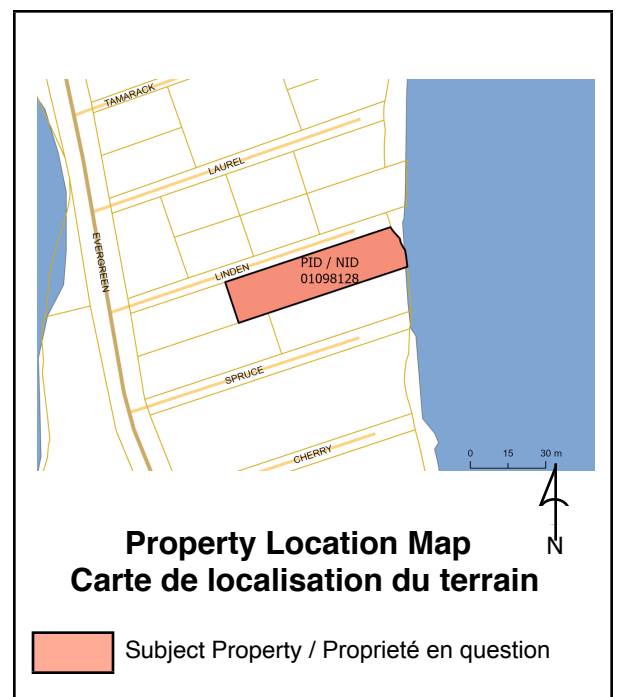 TAMARACK
LAUREL
EVERGREEN
LINDEN
PID / NID
01098128
SPRUCE
CHERRY
0 15 30 m
N
Property Location Map
Carte de localisation du terrain
Subject Property / Proprieté en question